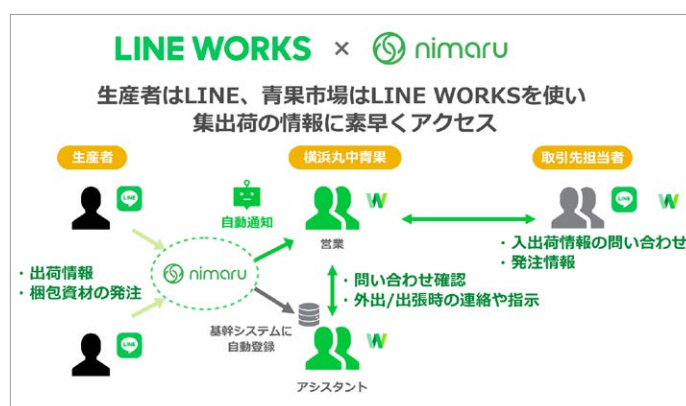 LINE WORKS × nimaru
生産者はLINE、青果市場はLINE WORKSを使い
集出荷の情報に素早くアクセス
生産者
横浜丸中青果
取引先担当者
LINE
W
LINE
W
自動通知
営業
・出荷情報
・梱包資材の発注
nimaru
・入出荷情報の問い合わせ
・発注情報
・問い合わせ確認
・外出/出張時の連絡や指示
基幹システムに
自動登録
LINE
W
アシスタント